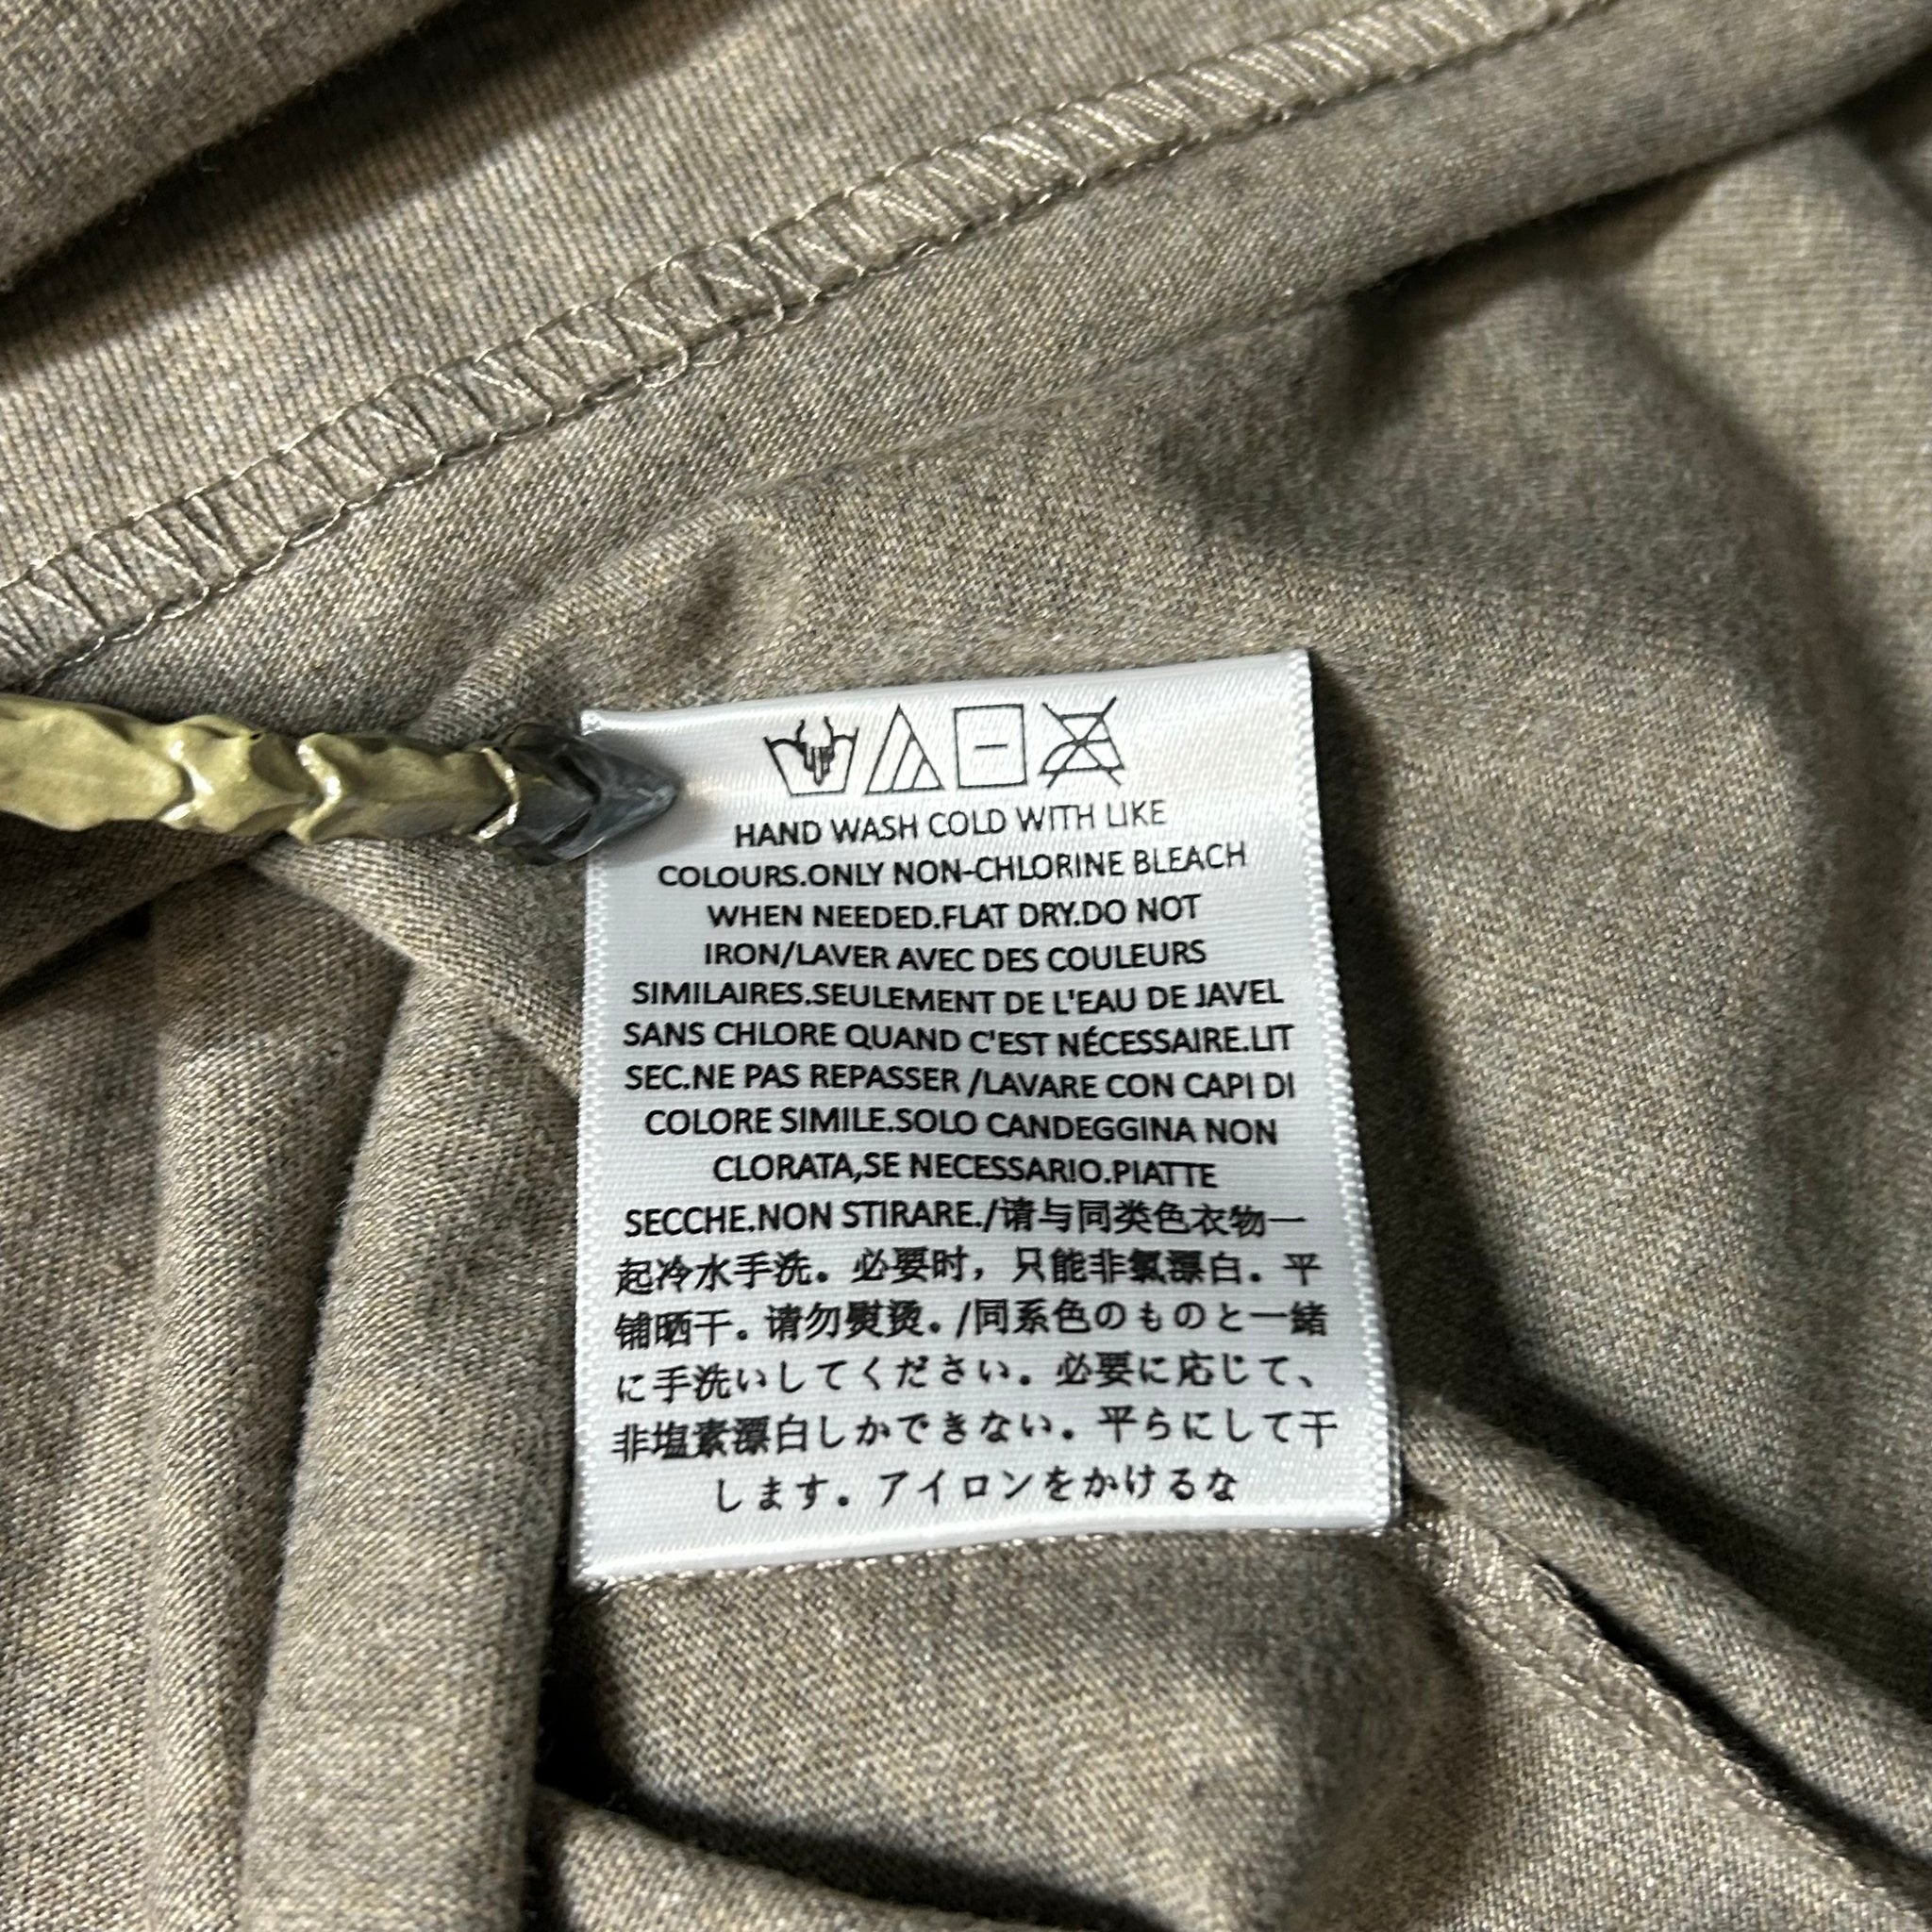 HAND WASH COLD WITH LIKE
COLOURS.ONLY NON-CHLORINE BLEACH
WHEN NEEDED.FLAT DRY.DO NOT
IRON/LAVER AVEC DES COULEURS
SIMILAIRES.SEULEMENT DE L'EAU DE JAVEL
SANS CHLORE QUAND C'EST NÉCESSAIRE.LIT
SEC.NE PAS REPASSER /LAVARE CON CAPI DI
COLORE SIMILE.SOLO CANDEGGINA NON
CLORATA,SE NECESSARIO.PIATTE
SECCHE.NON STIRARE./请与同类色衣物一
起冷水手洗。必要时，只能非氯漂白。平
铺晒干。请勿熨烫。/同系色のものと一緒
に手洗いしてください。必要に応じて、
非塩素漂白しかできない。平らにして干
します。アイロンをかけるな